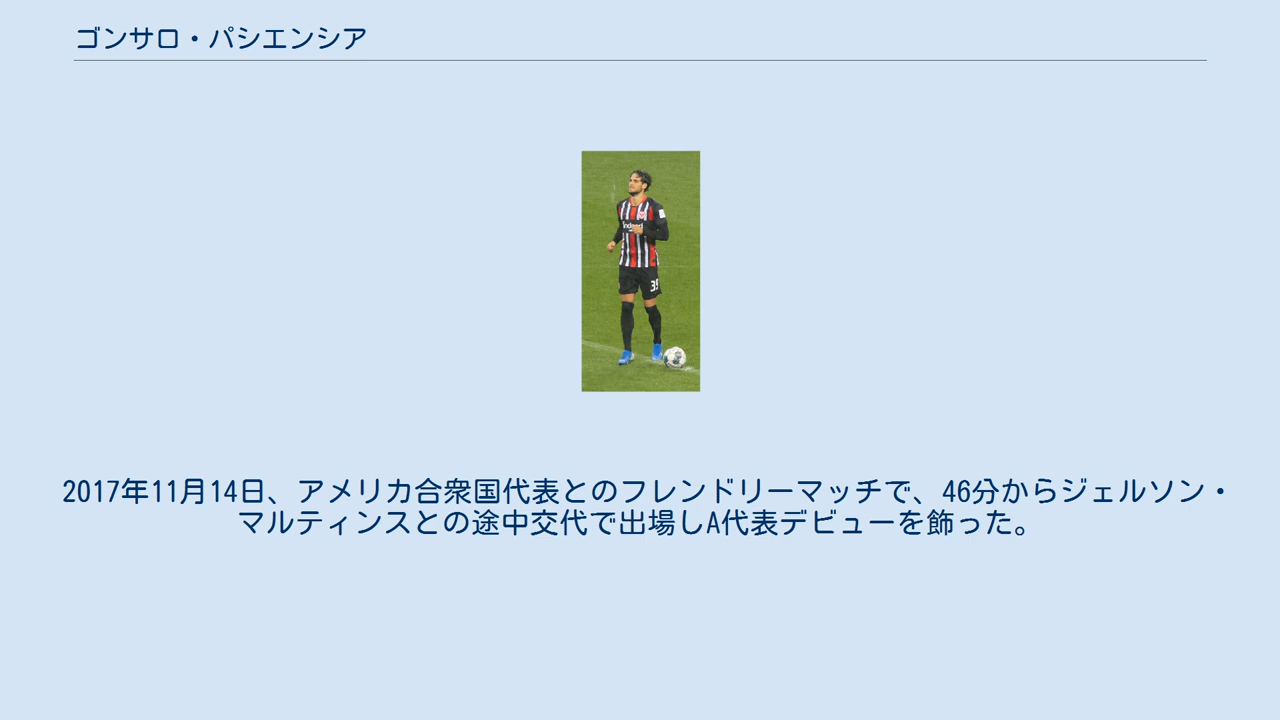 ゴンサロ・パシエンシア
indeed
39
2017年11月14日、アメリカ合衆国代表とのフレンドリーマッチで、46分からジェルソン・
マルティンスとの途中交代で出場しA代表デビューを飾った。